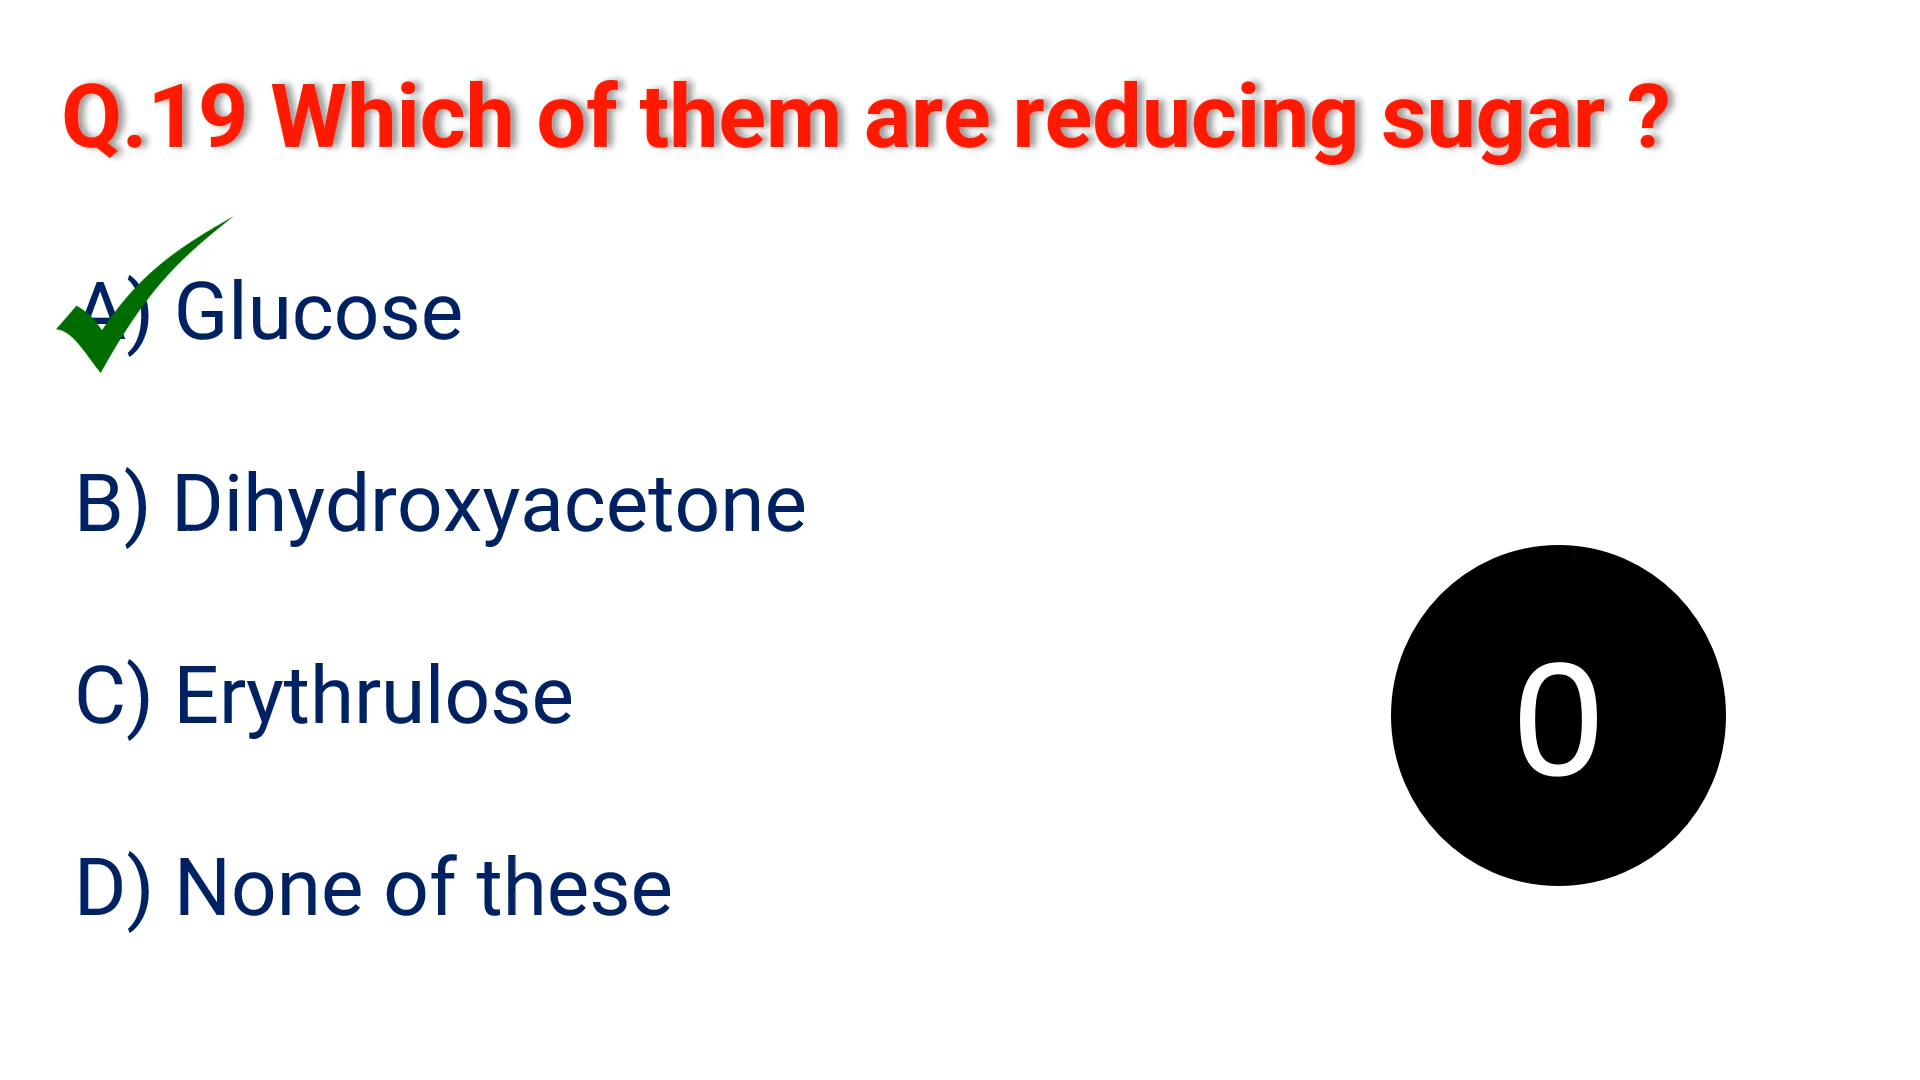 Q.19 Which of them are reducing sugar ?
A) Glucose
B) Dihydroxyacetone
C) Erythrulose
0
D) None of these